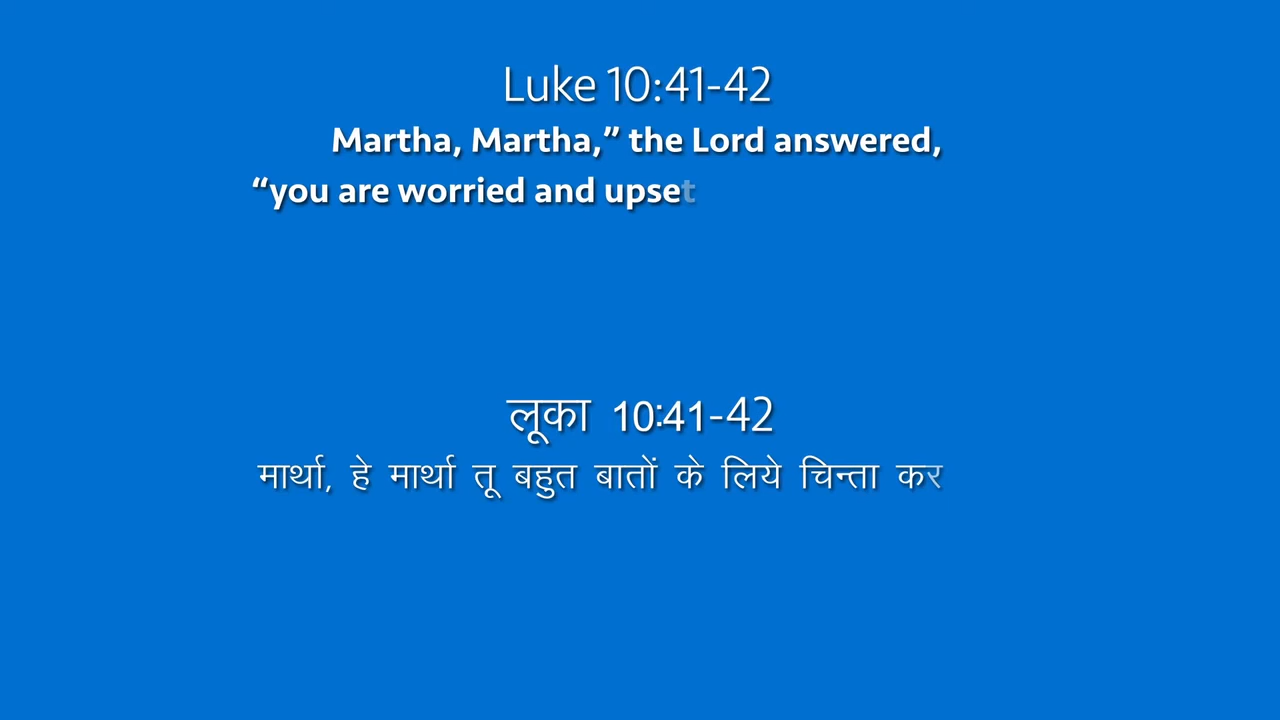 Luke 10:41-42
Martha, Martha,” the Lord answered,
“you are worried and upset
लूका 10:41-42
मार्था, हे मार्था तू बहुत बातों के लिये चिन्ता कर